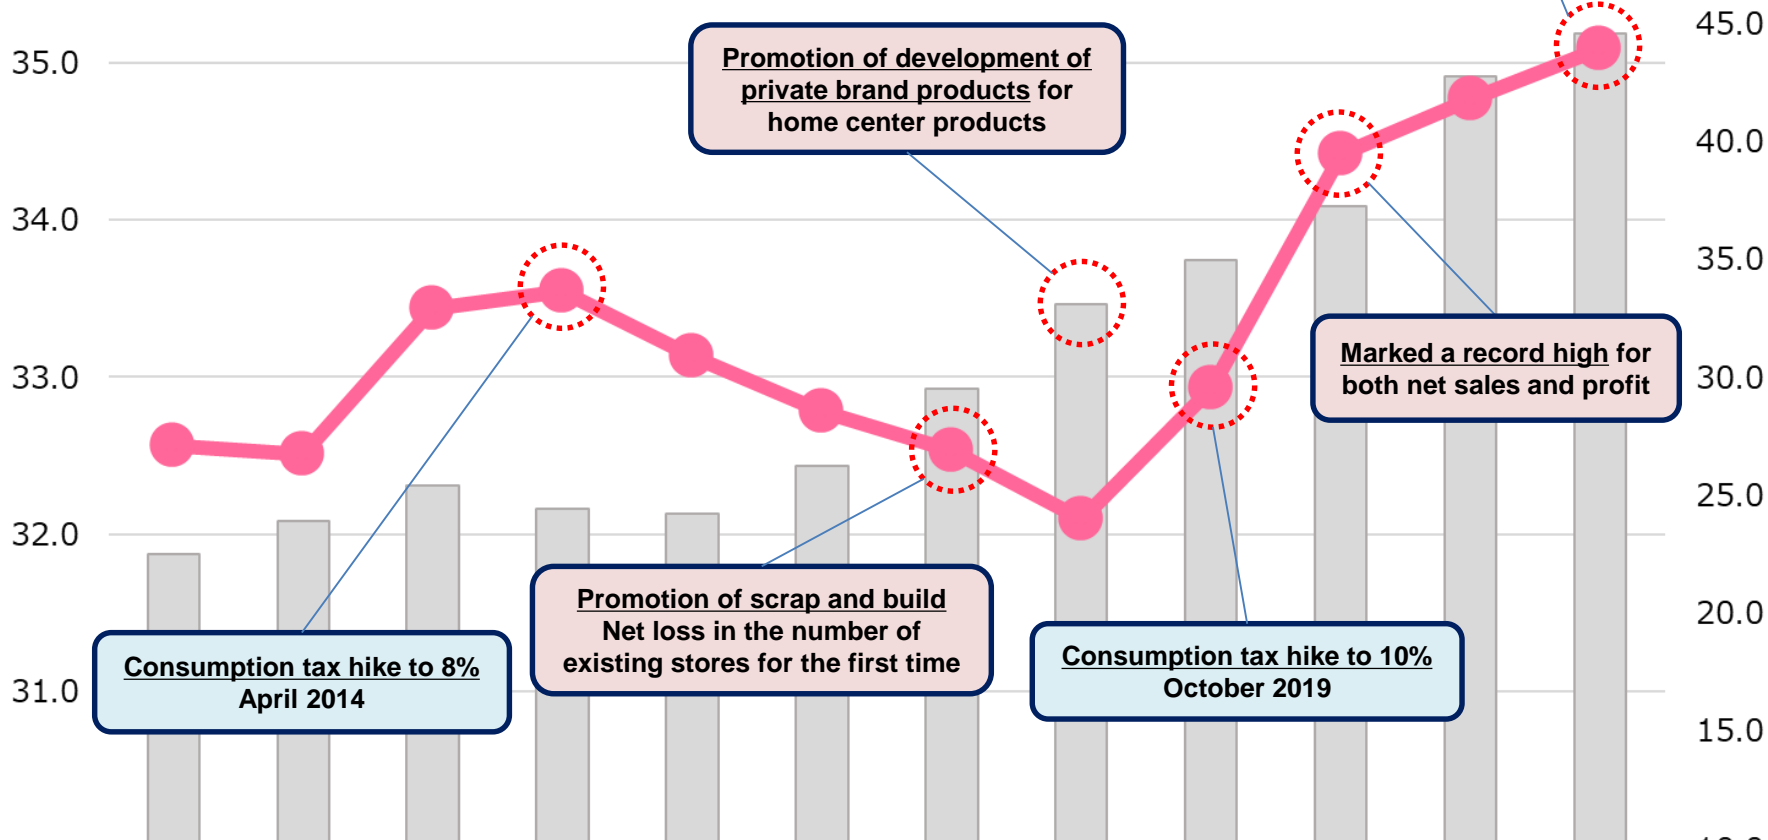 45.0
35.0
Promotion of development of
private brand products for
home center products
40.0
34.0
35.0
33.0
Marked a record high for
both net sales and profit
30.0
25.0
32.0
Promotion of scrap and build
Net loss in the number of
existing stores for the first time
20.0
Consumption tax hike to 8%
April 2014
Consumption tax hike to 10%
October 2019
31.0
15.0